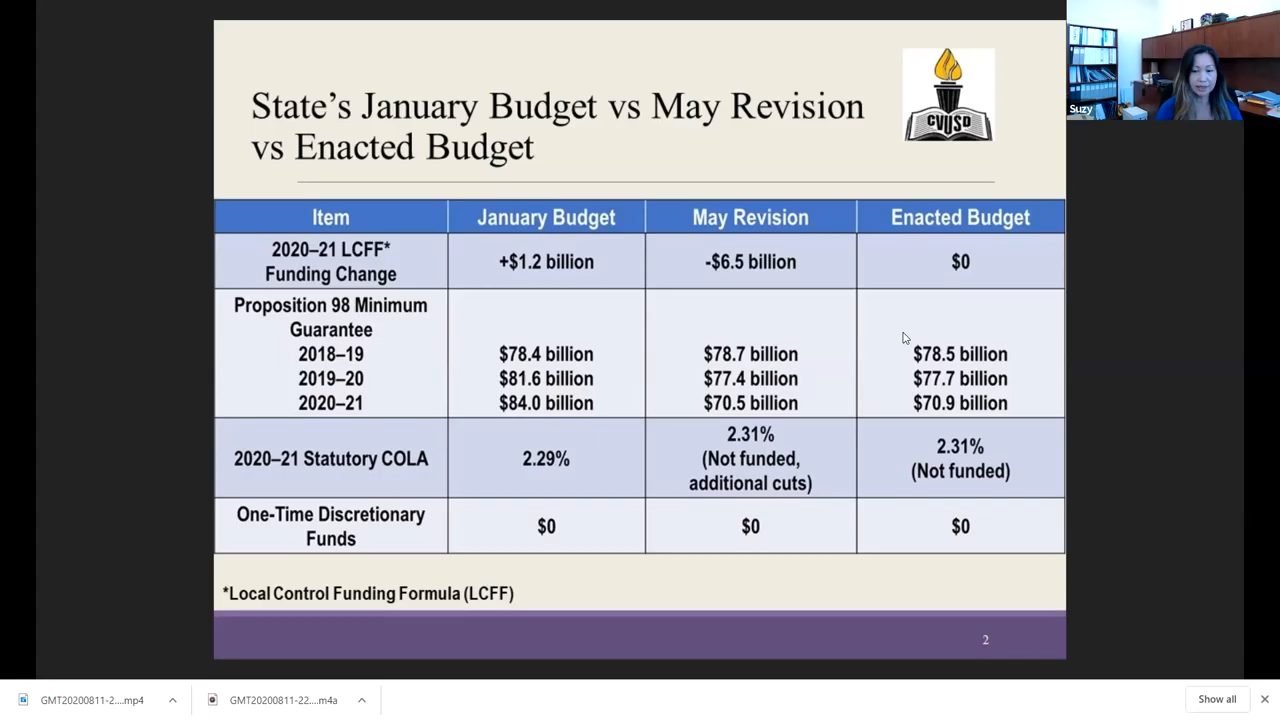 State's January Budget vs May Revision
vs Enacted Budget
CVUSD
Suzy
Item
January Budget
May Revision
Enacted Budget
2020–21 LCFF*
Funding Change
+$1.2 billion
-$6.5 billion
$0
Proposition 98 Minimum
Guarantee
2018–19
$78.4 billion
$78.7 billion
$78.5 billion
2019–20
$81.6 billion
$77.4 billion
$77.7 billion
2020–21
$84.0 billion
$70.5 billion
$70.9 billion
2020–21 Statutory COLA
2.29%
2.31%
(Not funded,
additional cuts)
2.31%
(Not funded)
One-Time Discretionary
Funds
$0
$0
$0
*Local Control Funding Formula (LCFF)
2
GMT20200811-2....mp4
GMT20200811-22....m4a
Show all